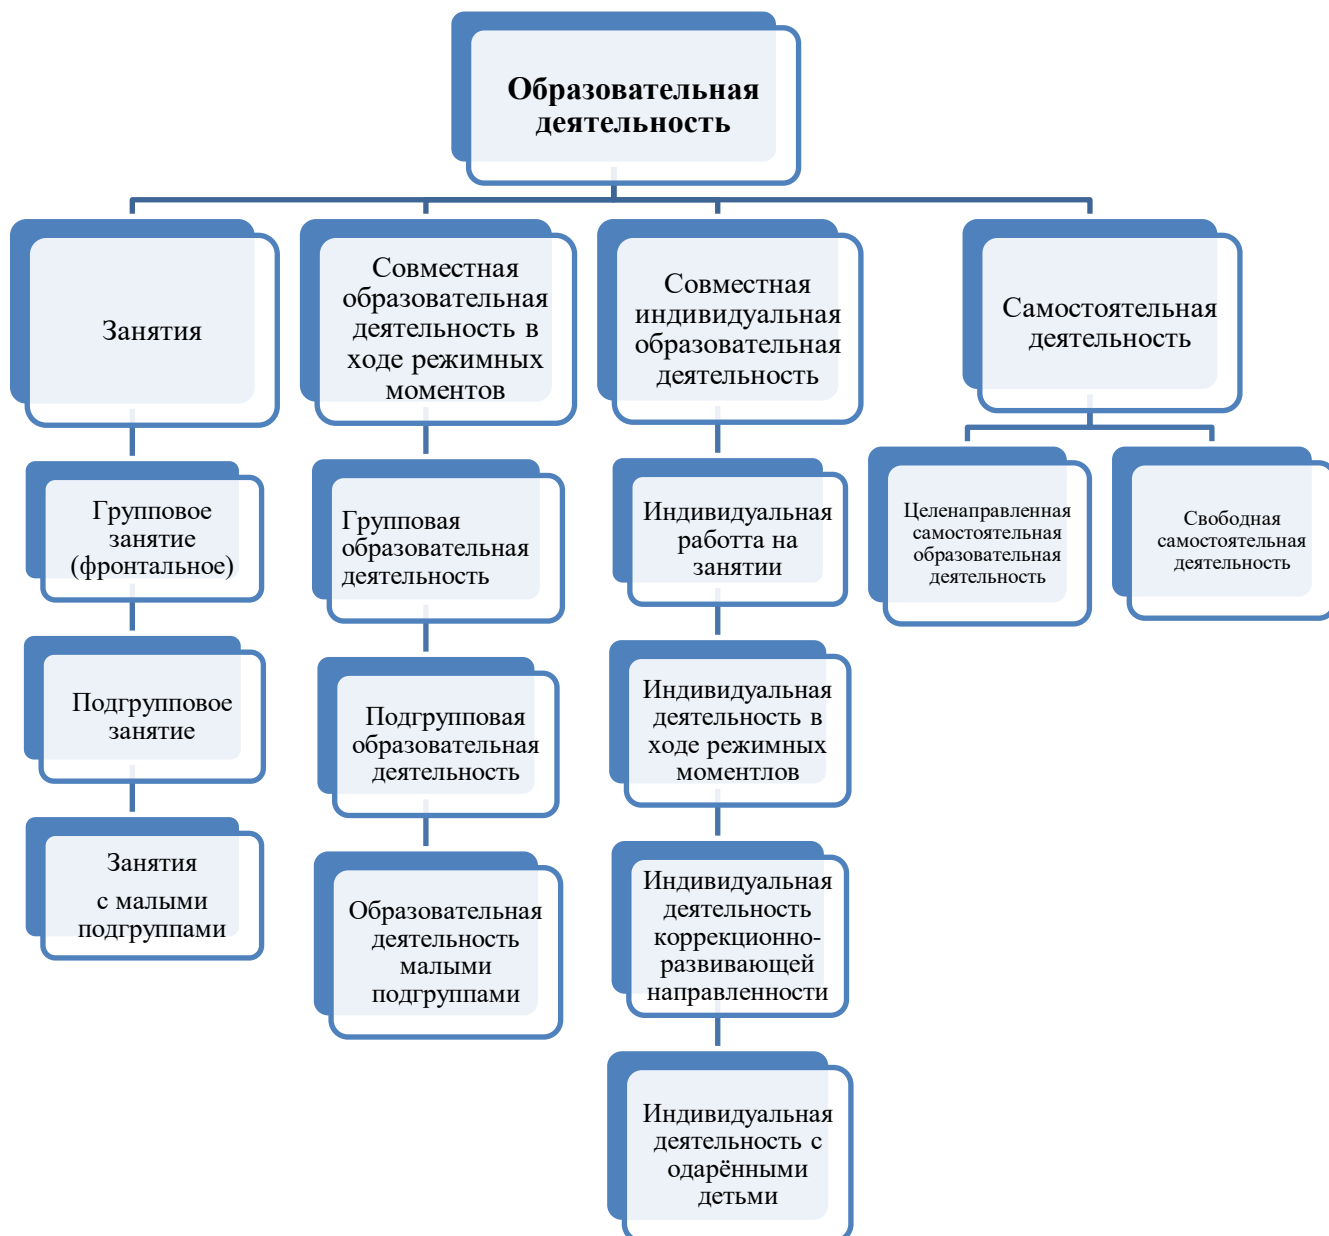 Образовательная
деятельность
Занятия
Совместная
образовательная
деятельность в
ходе режимных
моментов
Совместная
индивидуальная
образовательная
деятельность
Самостоятельная
деятельность
Групповое
занятие
(фронтальное)
Групповая
образовательная
деятельность
Индивидуальная
работта на
занятии
Целенаправленная
самостоятельная
образовательная
деятельность
Свободная
самостоятельная
деятельность
Подгрупповое
занятие
Подгрупповая
образовательная
деятельность
Индивидуальная
деятельность в
ходе режимных
моментлов
Занятия
с малыми
подгруппами
Образовательная
деятельность
малыми
подгруппами
Индивидуальная
деятельность
коррекционно-
развивающей
направленности
Индивидуальная
деятельность с
одарёнными
детьми